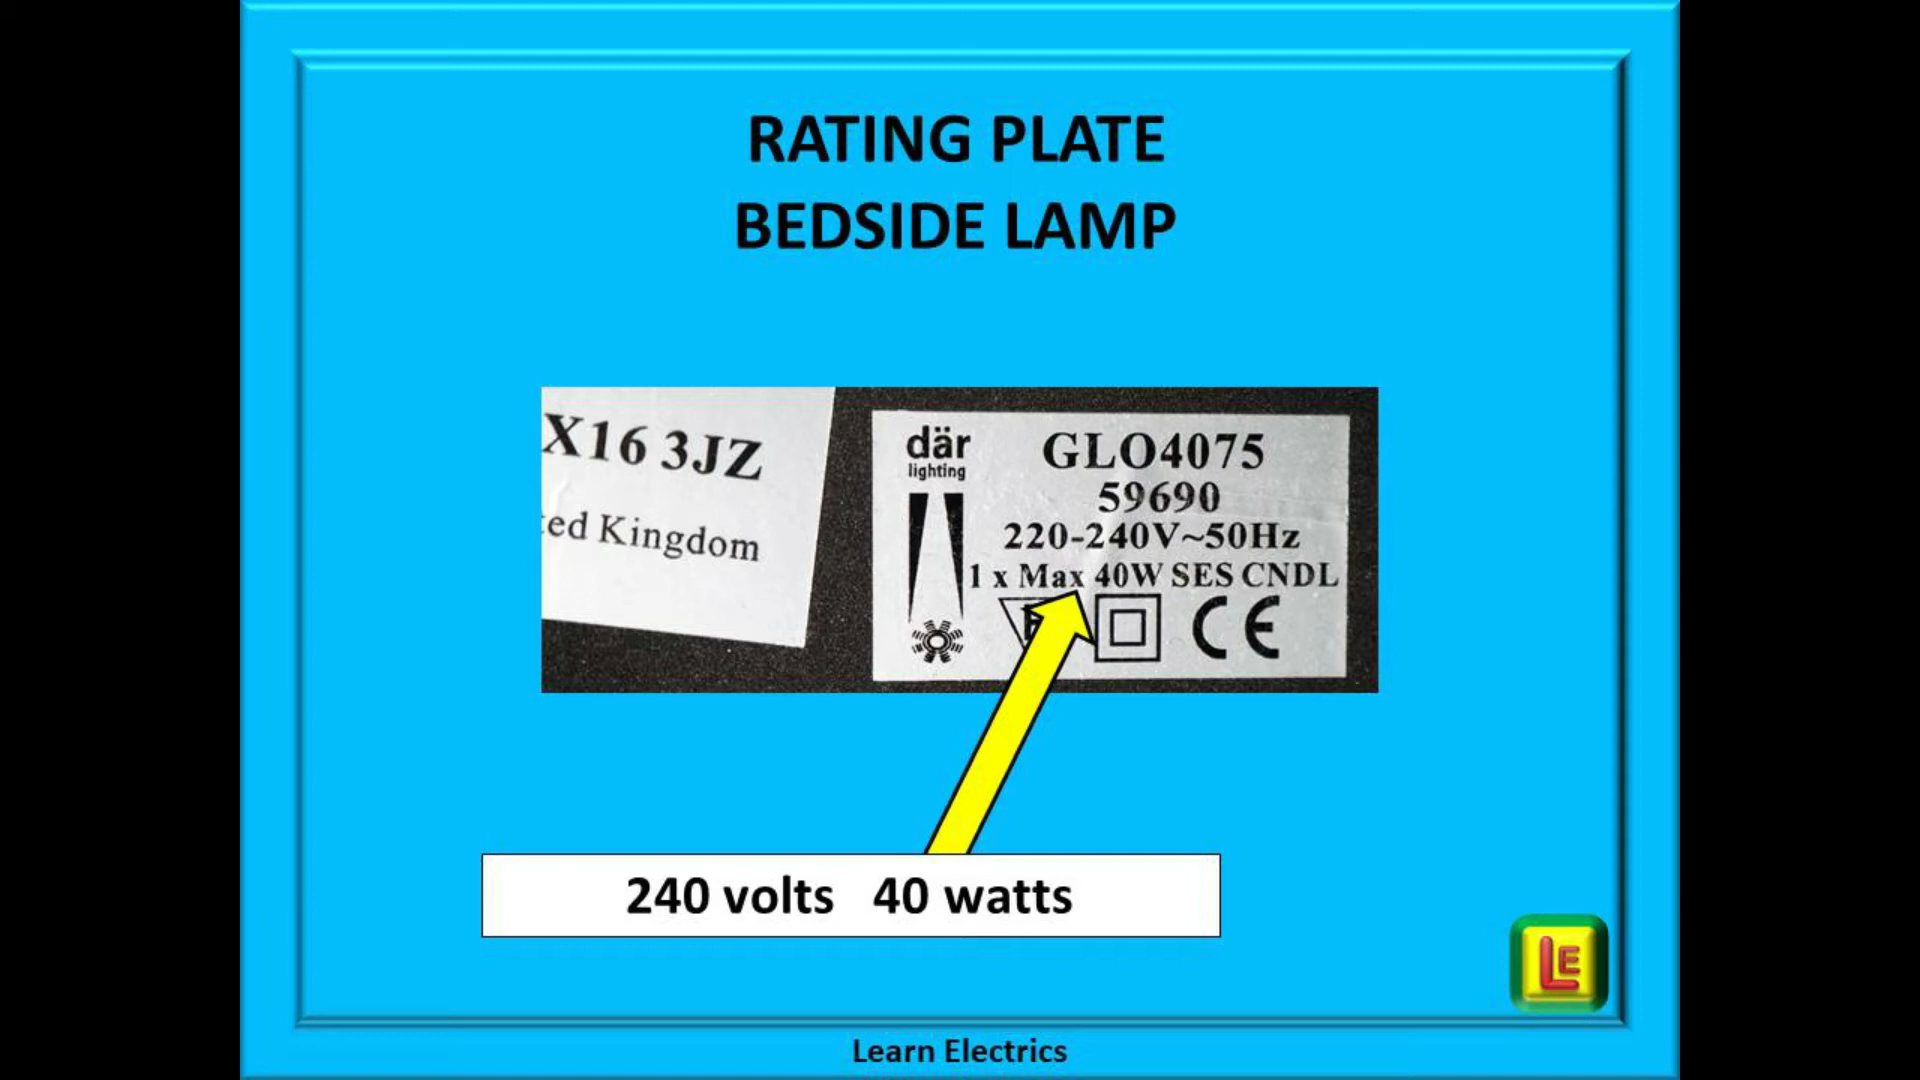 RATING PLATE
BEDSIDE LAMP
X16 3JZ
ted Kingdom
där
lighting
GLO4075
59690
220-240V~50Hz
1 x Max 40W SES CNDL
CE
240 volts 40 watts
LE
Learn Electrics